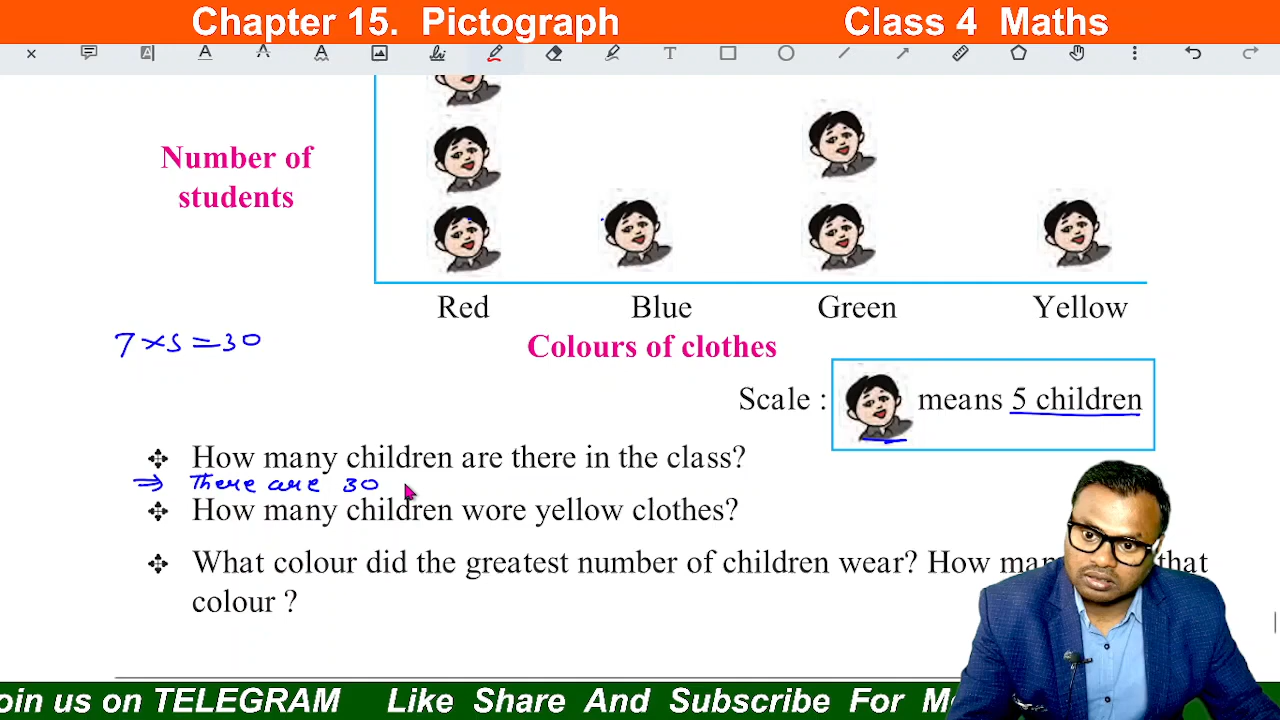 Chapter 15. Pictograph Class 4 Maths
Number of
students
Red Blue Green Yellow
7×5=30
Colours of clothes
Scale : means 5 children
How many children are there in the class?
⇒ There are 30
How many children wore yellow clothes?
What colour did the greatest number of children wear? How that
colour ?
on TELEGRAM Like Share And Subscribe For